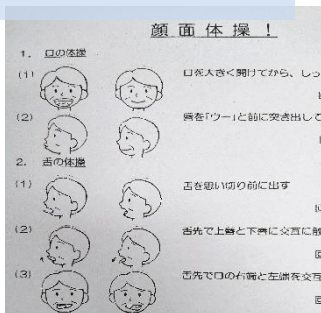 顔面体操！
1. 口の体操
(1) 口を大きく開けてから、しっ
(2) 唇を「ウー」と前に突き出して
2. 舌の体操
(1) 舌を思い切り前に出す
(2) 舌先で上唇と下唇に交互に触
(3) 舌先で口の右端と左端を交互